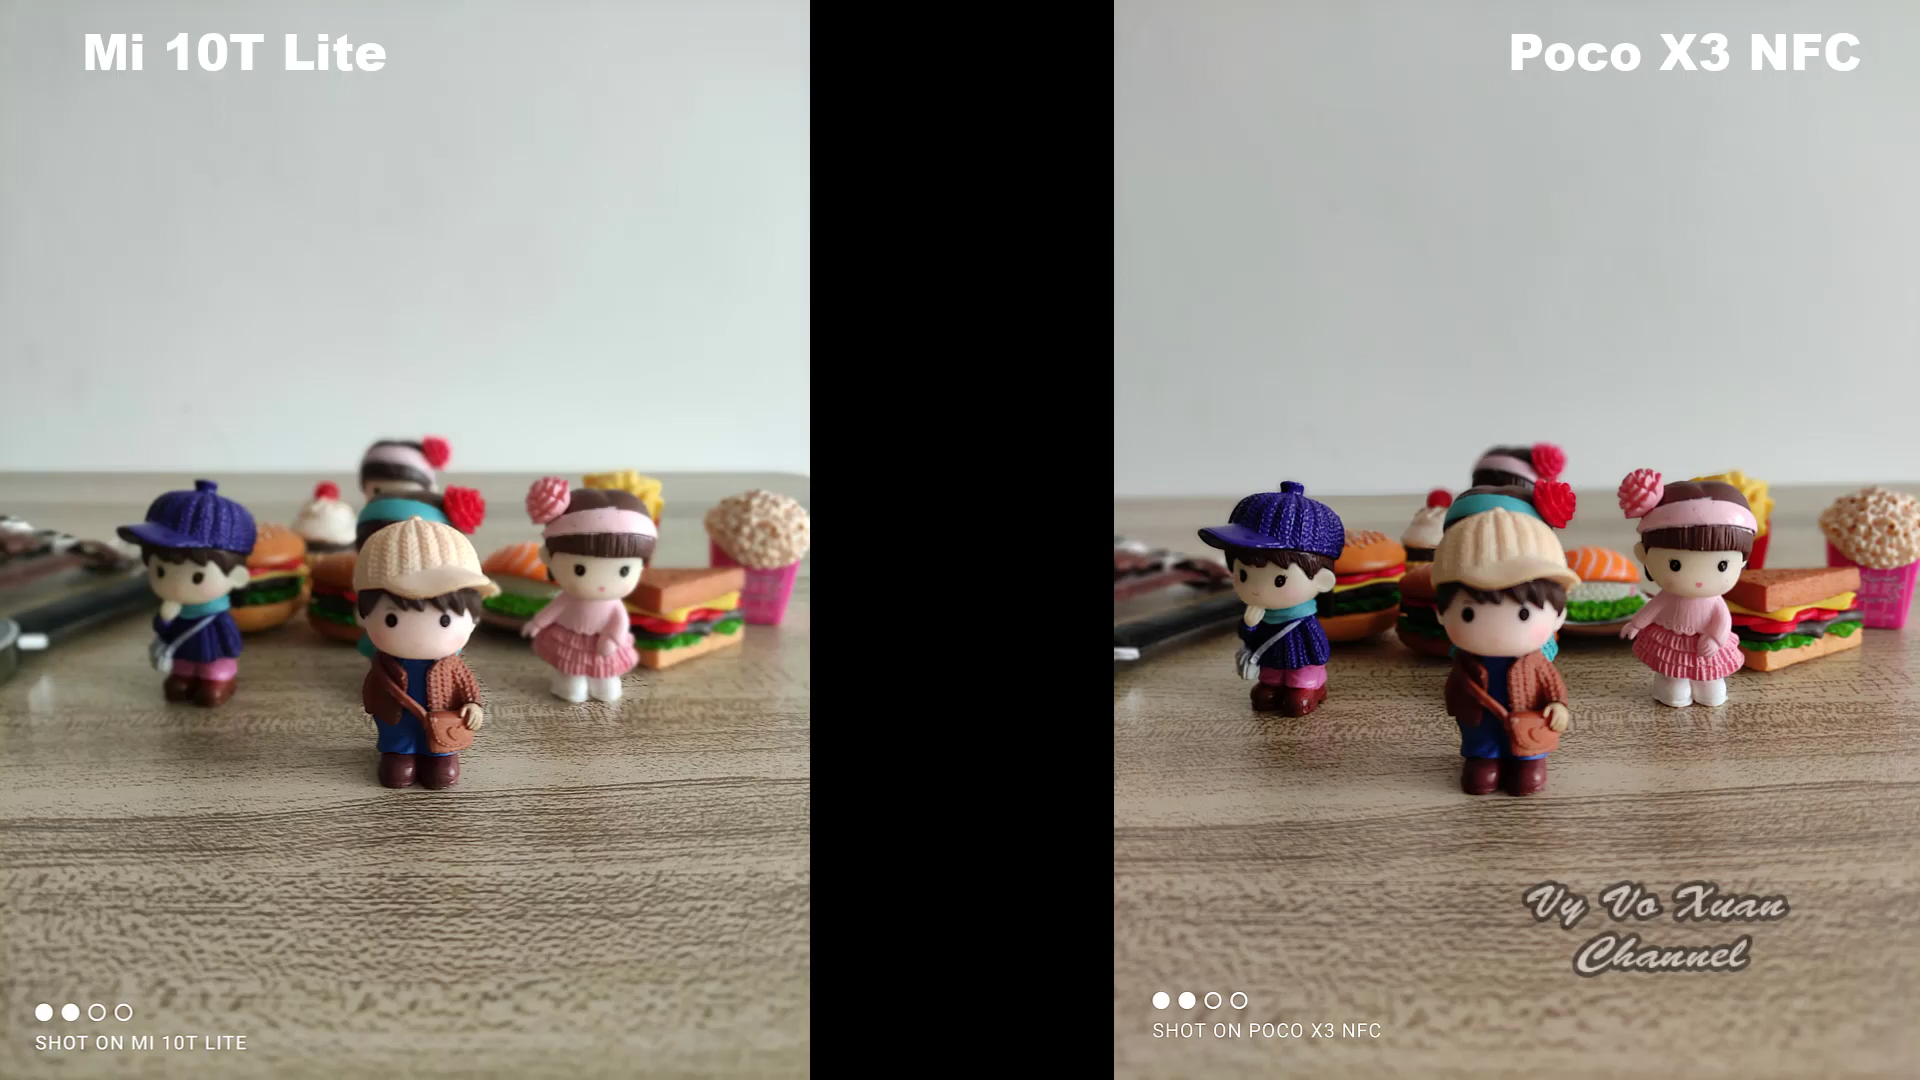 Mi 10T Lite
Poco X3 NFC
Vy Vo Xuan
Channel
SHOT ON MI 10T LITE
SHOT ON POCO X3 NFC